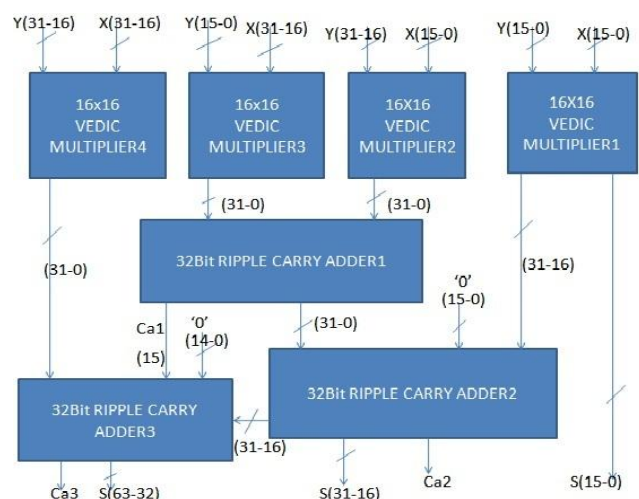 Y(31-16) X(31-16) Y(15-0) X(31-16) Y(31-16) X(15-0) Y(15-0) X(15-0)
16x16
VEDIC
MULTIPLIER4
16x16
VEDIC
MULTIPLIER3
16X16
VEDIC
MULTIPLIER2
16X16
VEDIC
MULTIPLIER1
(31-0)
(31-0)
(31-0)
(31-16)
32Bit RIPPLE CARRY ADDER1
Ca1
(15)
‘0’
(14-0)
(31-0)
‘0’
(15-0)
32Bit RIPPLE CARRY
ADDER3
(31-16)
32Bit RIPPLE CARRY ADDER2
Ca3
S(63-32)
S(31-16)
Ca2
S(15-0)